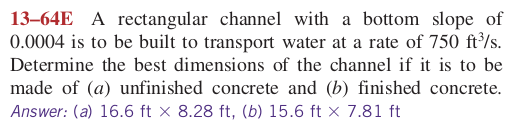 13–64E A rectangular channel with a bottom slope of
0.0004 is to be built to transport water at a rate of 750 ft³/s.
Determine the best dimensions of the channel if it is to be
made of (a) unfinished concrete and (b) finished concrete.
Answer: (a) 16.6 ft × 8.28 ft, (b) 15.6 ft × 7.81 ft